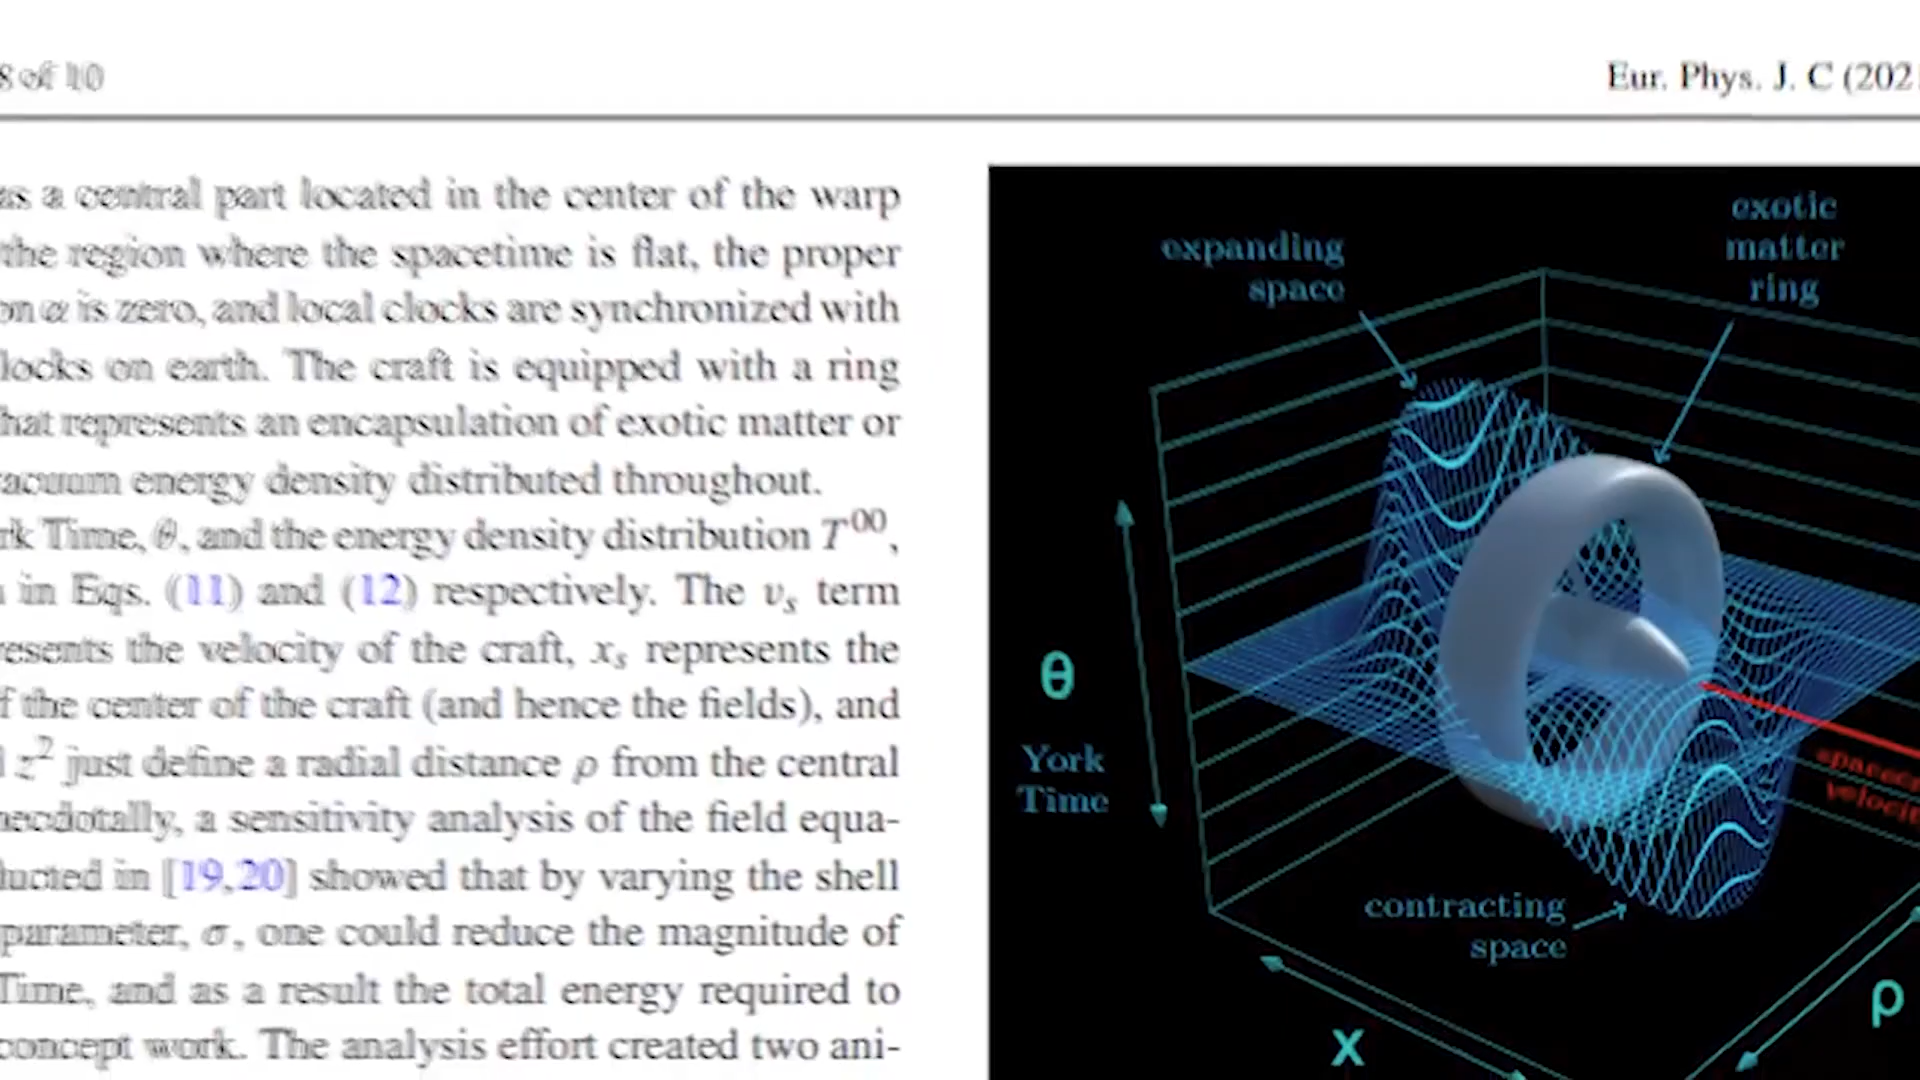 8 of 10
Eur. Phys. J. C (202
as a central part located in the center of the warp
the region where the spacetime is flat, the proper
on α is zero, and local clocks are synchronized with
locks on earth. The craft is equipped with a ring
hat represents an encapsulation of exotic matter or
acuum energy density distributed throughout.
rk Time, θ, and the energy density distribution T⁰⁰,
in Eqs. (11) and (12) respectively. The vₛ term
resents the velocity of the craft, xₛ represents the
f the center of the craft (and hence the fields), and
z² just define a radial distance ρ from the central
necdotally, a sensitivity analysis of the field equa-
ducted in [19,20] showed that by varying the shell
parameter, σ, one could reduce the magnitude of
Time, and as a result the total energy required to
concept work. The analysis effort created two ani-
expanding
space
exotic
matter
ring
θ
York
Time
spacecr
velocit
contracting
space
x
ρ